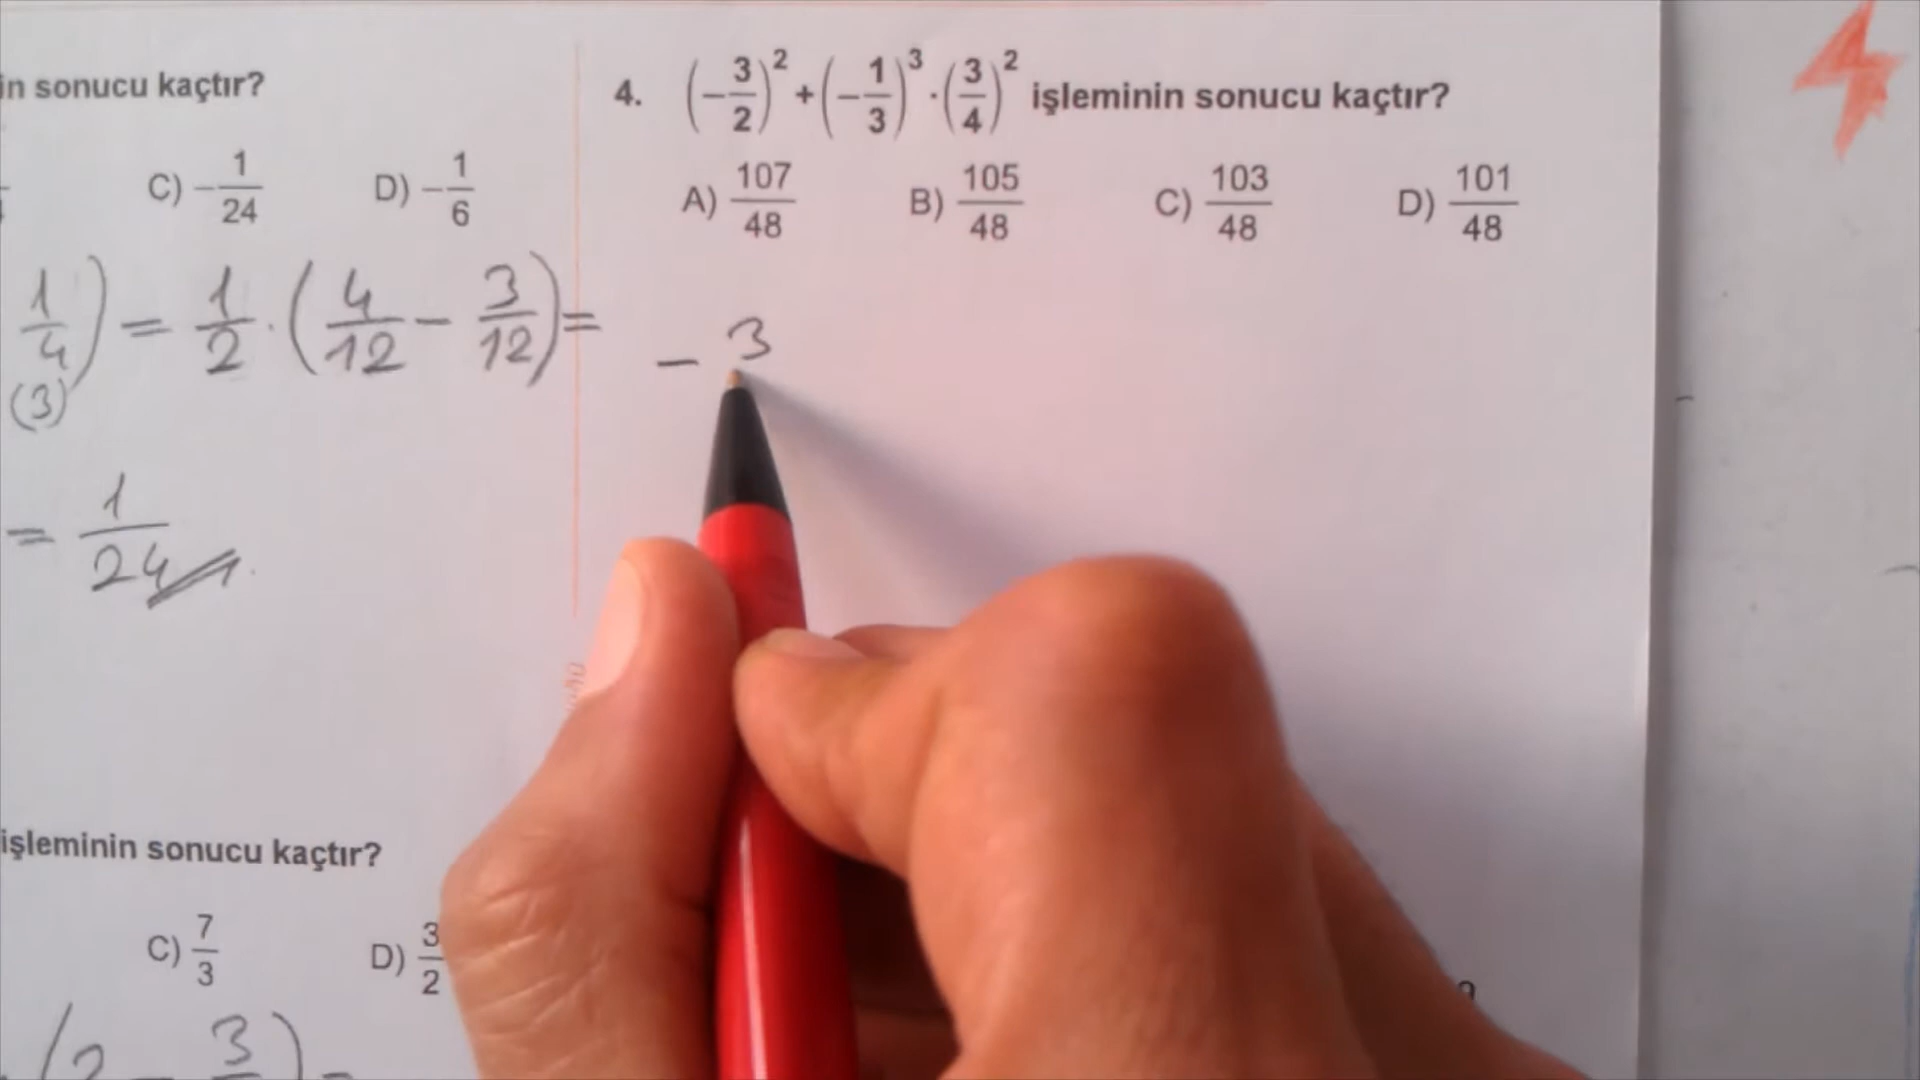 in sonucu kaçtır?
C) -1/24 D) -1/6
1/4) = 1/2 · (4/12 - 3/12) =
(3)
= 1/24
işleminin sonucu kaçtır?
C) 7/3 D) 3/2
4. (-3/2)² + (-1/3)³ · (3/4)² işleminin sonucu kaçtır?
A) 107/48 B) 105/48 C) 103/48 D) 101/48
- 3